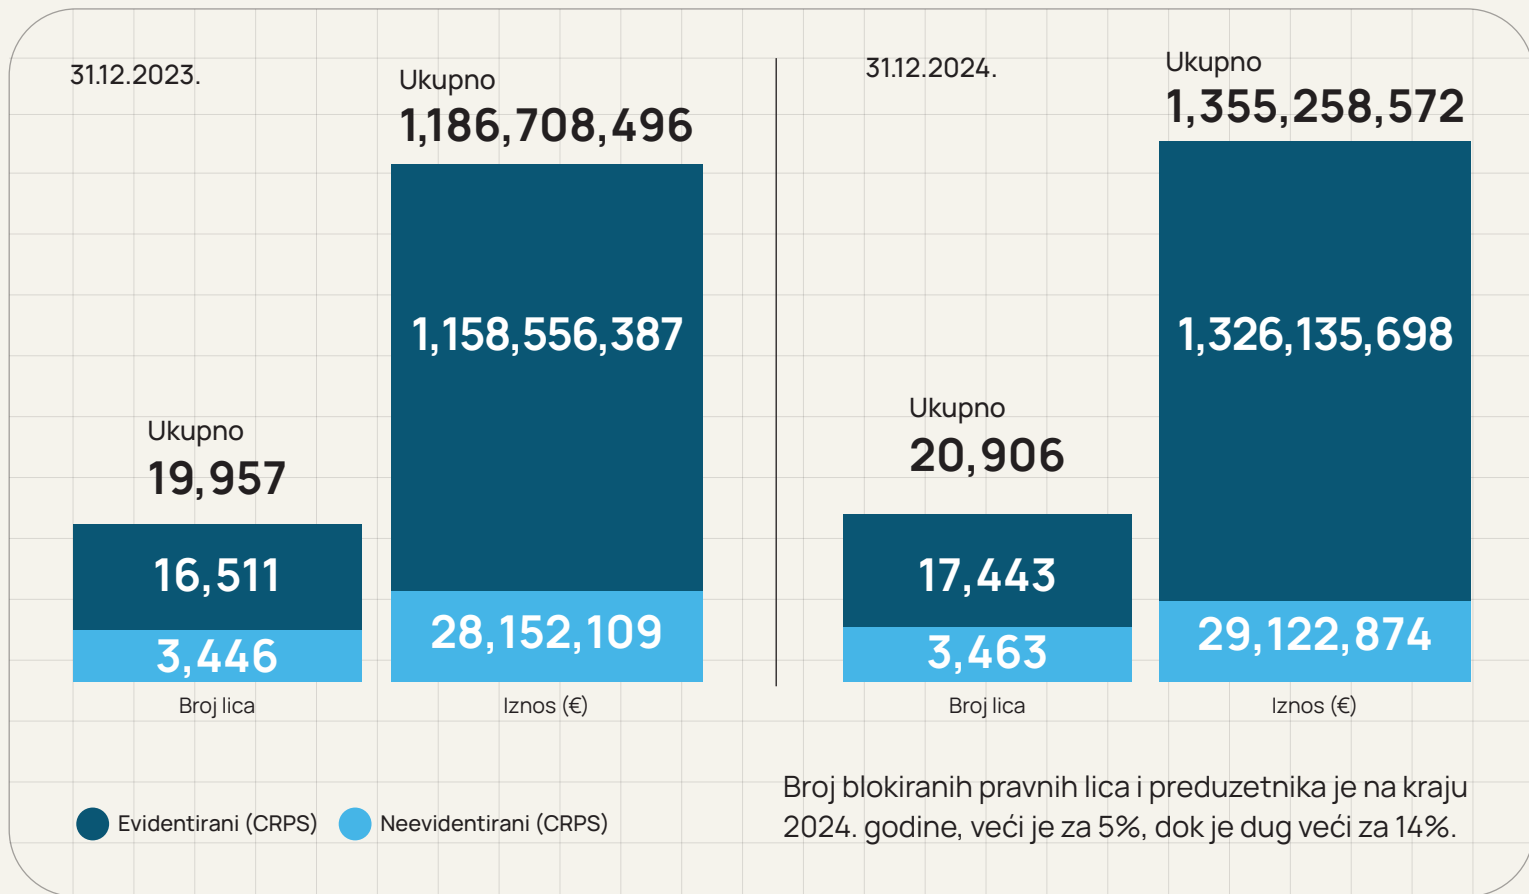 31.12.2023.
Ukupno
1,186,708,496
1,158,556,387
28,152,109
Iznos (€)
Ukupno
19,957
16,511
3,446
Broj lica
31.12.2024.
Ukupno
1,355,258,572
1,326,135,698
29,122,874
Iznos (€)
Ukupno
20,906
17,443
3,463
Broj lica
Evidentirani (CRPS)
Neevidentirani (CRPS)
Broj blokiranih pravnih lica i preduzetnika je na kraju
2024. godine, veći je za 5%, dok je dug veći za 14%.